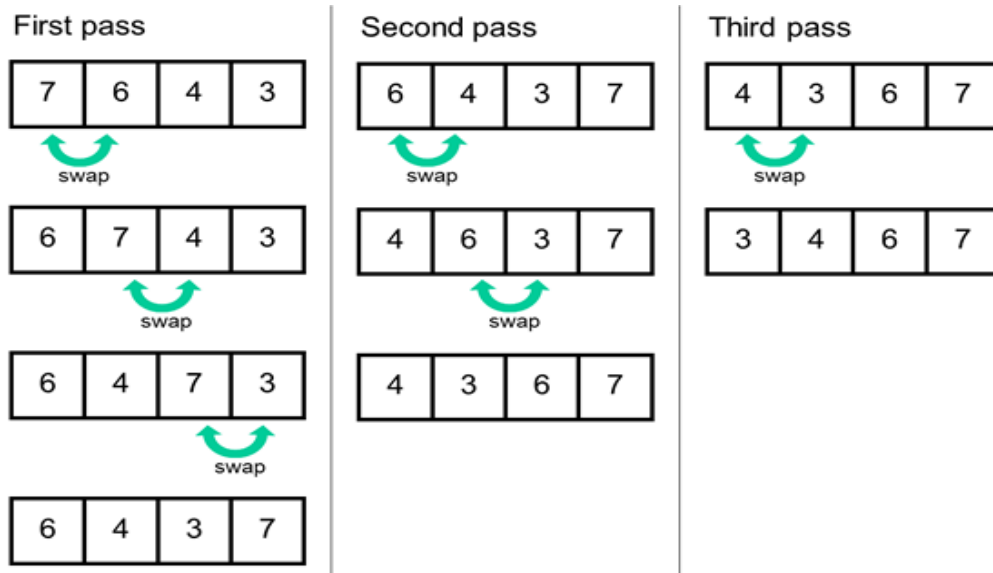 First pass
7 6 4 3
swap
6 7 4 3
swap
6 4 7 3
swap
6 4 3 7
Second pass
6 4 3 7
swap
4 6 3 7
swap
4 3 6 7
Third pass
4 3 6 7
swap
3 4 6 7